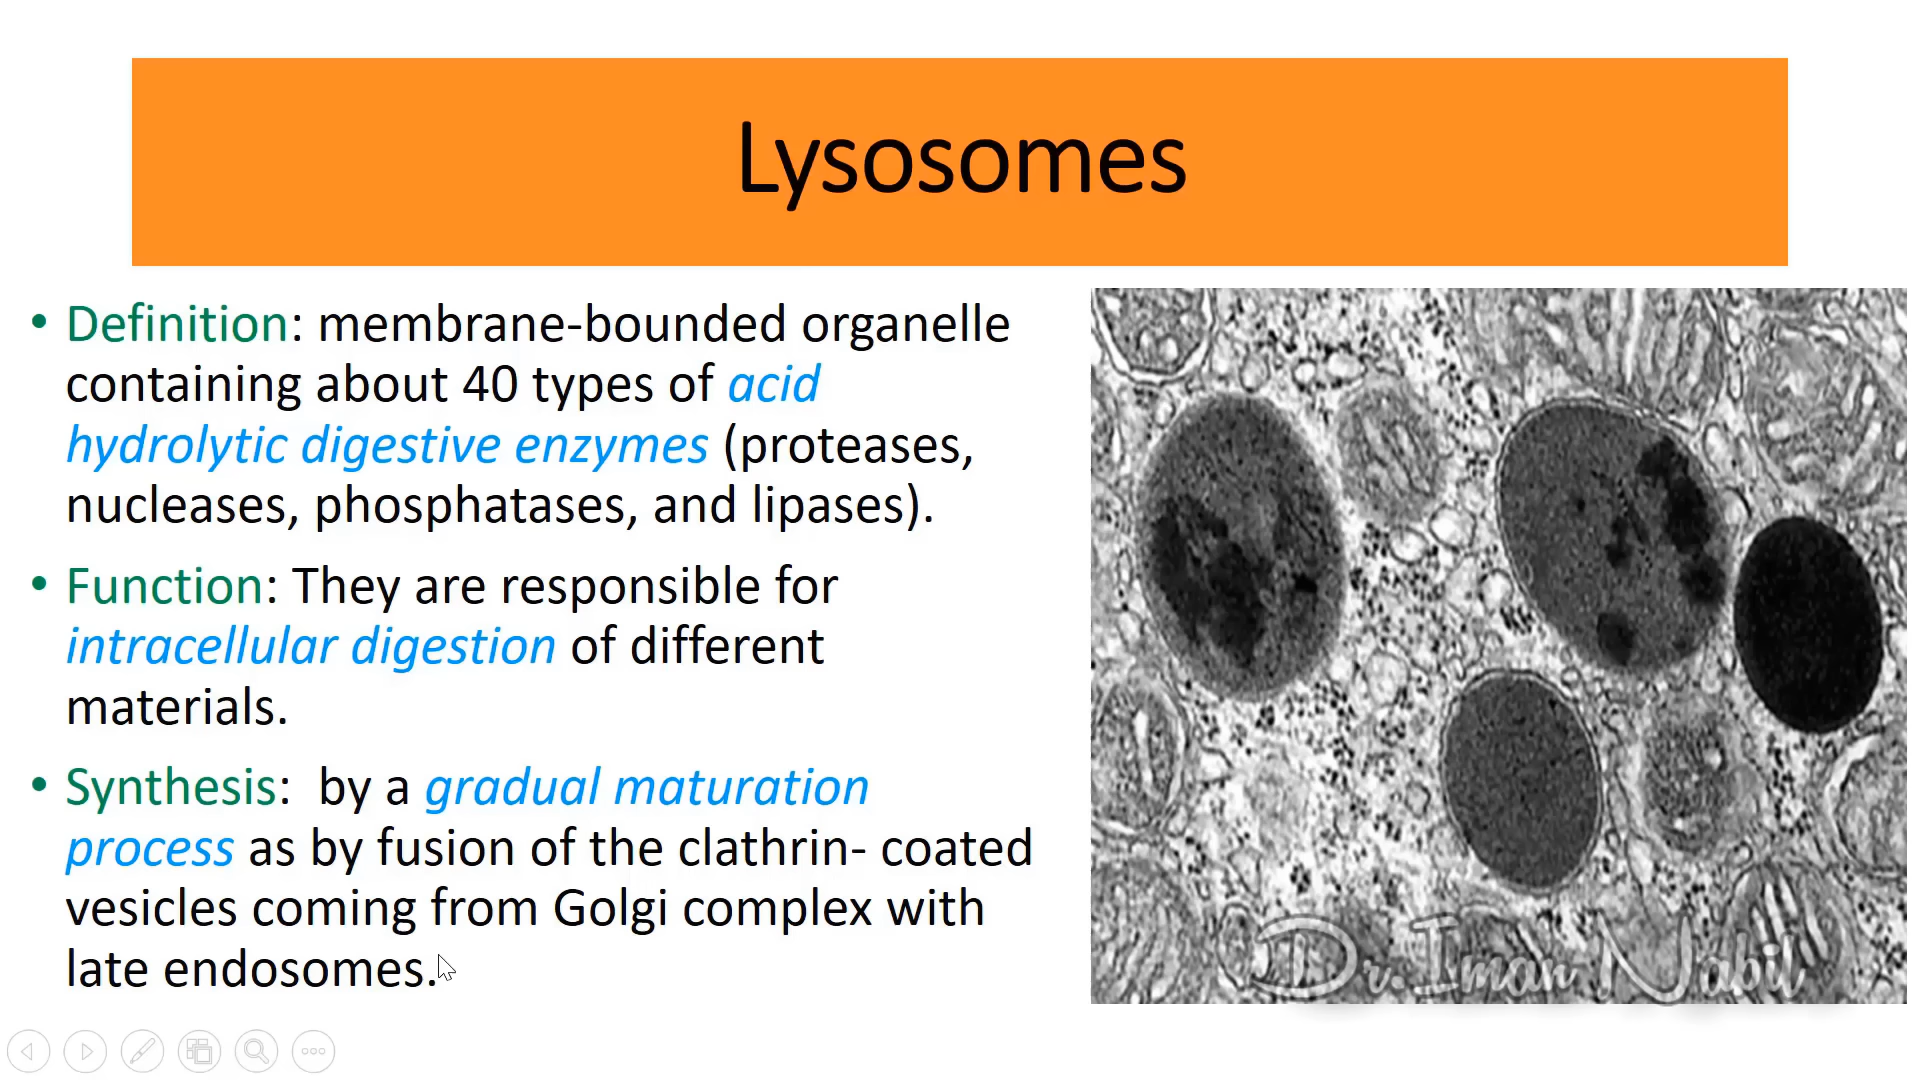 Lysosomes
• Definition: membrane-bounded organelle
containing about 40 types of acid
hydrolytic digestive enzymes (proteases,
nucleases, phosphatases, and lipases).
• Function: They are responsible for
intracellular digestion of different
materials.
• Synthesis:  by a gradual maturation
process as by fusion of the clathrin- coated
vesicles coming from Golgi complex with
late endosomes.
Dr. Iman Nabil